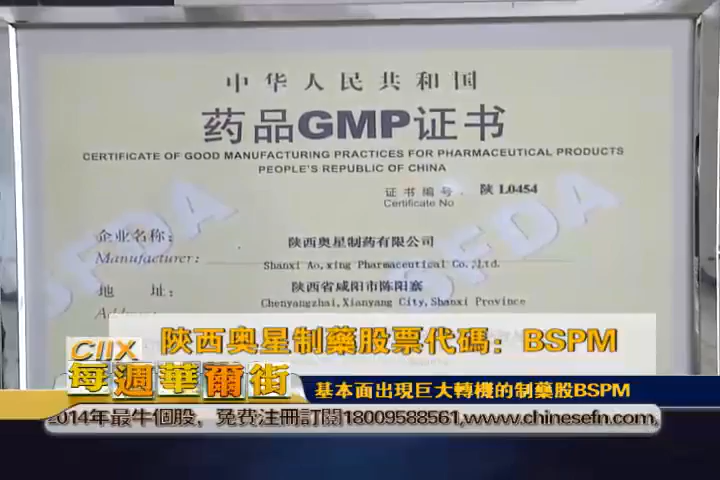 中华人民共和国
药品GMP证书
CERTIFICATE OF GOOD MANUFACTURING PRACTICES FOR PHARMACEUTICAL PRODUCTS
PEOPLE'S REPUBLIC OF CHINA
证书编号: 陕 L0454
Certificate No
企业名称: 陕西奥星制药有限公司
Manufacturer: Shanxi Ao,xing Pharmaceutical Co.,Ltd.
地 址: 陕西省咸阳市陈阳寨
Address: Chenyangzhai,Xianyang City,Shanxi Province
SFDA
陝西奥星制藥股票代碼：BSPM
CIIX
每週華爾街
基本面出現巨大轉機的制藥股BSPM
2014年最牛個股，免費注冊訂閱18009588561,www.chinesefn.com,